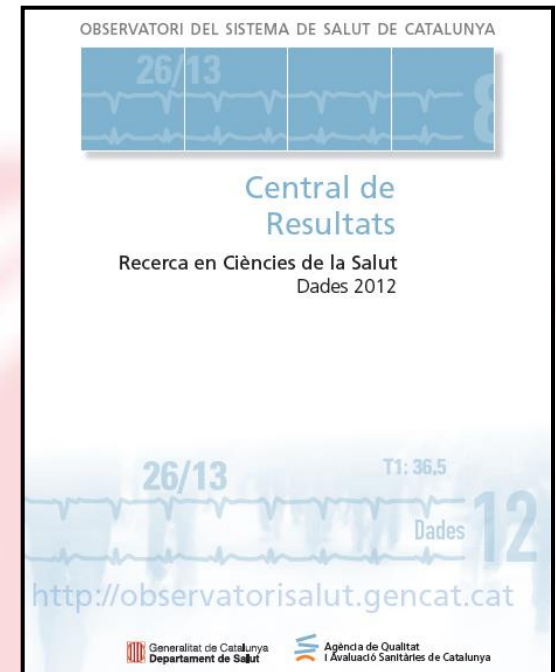 OBSERVATORI DEL SISTEMA DE SALUT DE CATALUNYA
26/13
8
Central de
Resultats
Recerca en Ciències de la Salut
Dades 2012
26/13
T1: 36,5
Dades
12
http://observatorisalut.gencat.cat
Generalitat de Catalunya
Departament de Salut
Agència de Qualitat
i Avaluació Sanitàries de Catalunya